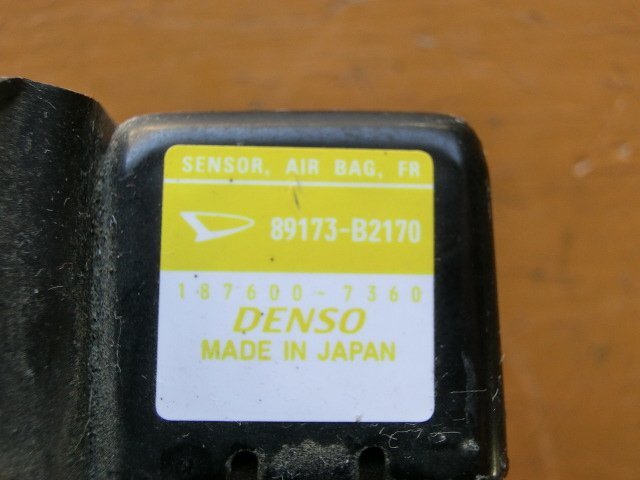 SENSOR, AIR BAG, FR
89173-B2170
187600-7360
DENSO
MADE IN JAPAN